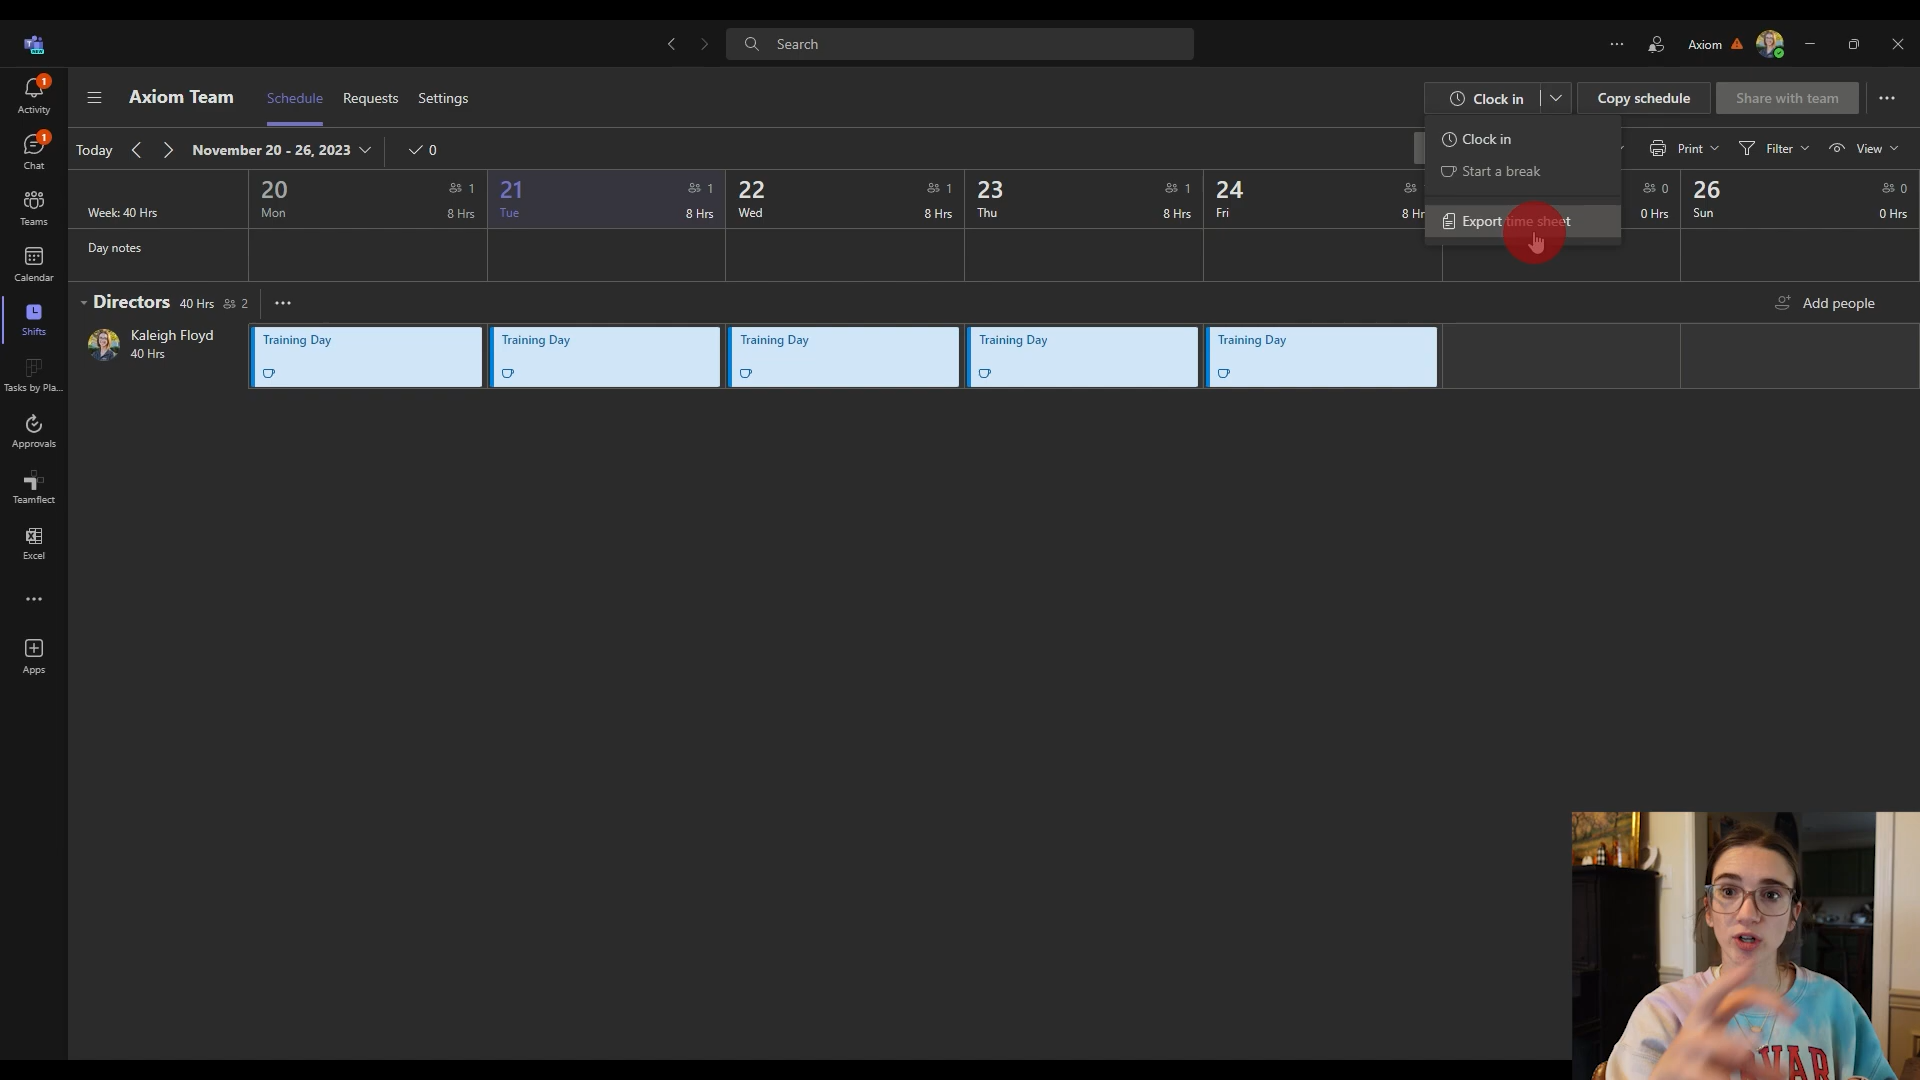 NEW
Search
Axiom
1
Activity
1
Chat
Teams
Calendar
Shifts
Tasks by Pla...
Approvals
Teamflect
Excel
Apps
Axiom Team
Schedule
Requests
Settings
Clock in
Copy schedule
Share with team
Today
November 20 - 26, 2023
0
Clock in
Start a break
Export time sheet
Print
Filter
View
Week: 40 Hrs
20
Mon
1
8 Hrs
21
Tue
1
8 Hrs
22
Wed
1
8 Hrs
23
Thu
1
8 Hrs
24
Fri
8 Hr
0
0 Hrs
26
Sun
0
0 Hrs
Day notes
Directors 40 Hrs 2
Add people
Kaleigh Floyd
40 Hrs
Training Day
Training Day
Training Day
Training Day
Training Day